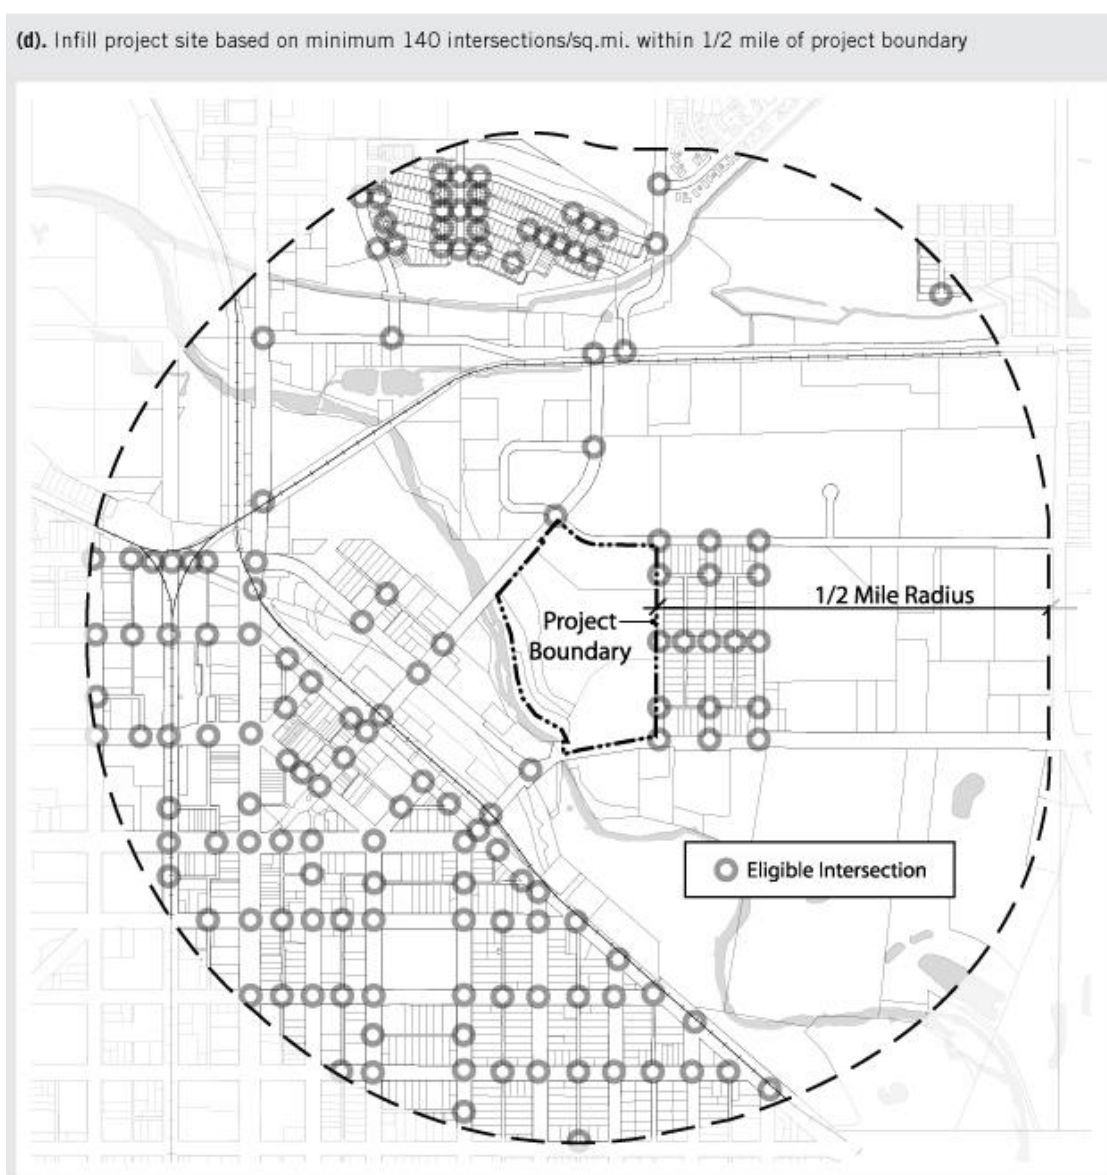 (d). Infill project site based on minimum 140 intersections/sq.mi. within 1/2 mile of project boundary
1/2 Mile Radius
Project
Boundary
Eligible Intersection